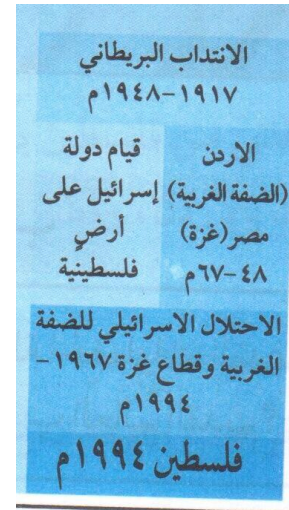 الانتداب البريطاني
١٩١٧-١٩٤٨م
الاردن
(الضفة الغربية)
مصر (غزة)
٤٨-٦٧م
قيام دولة
إسرائيل على
أرضٍ
فلسطينية
الاحتلال الاسرائيلي للضفة
الغربية وقطاع غزة ١٩٦٧-
١٩٩٤م
فلسطين ١٩٩٤م